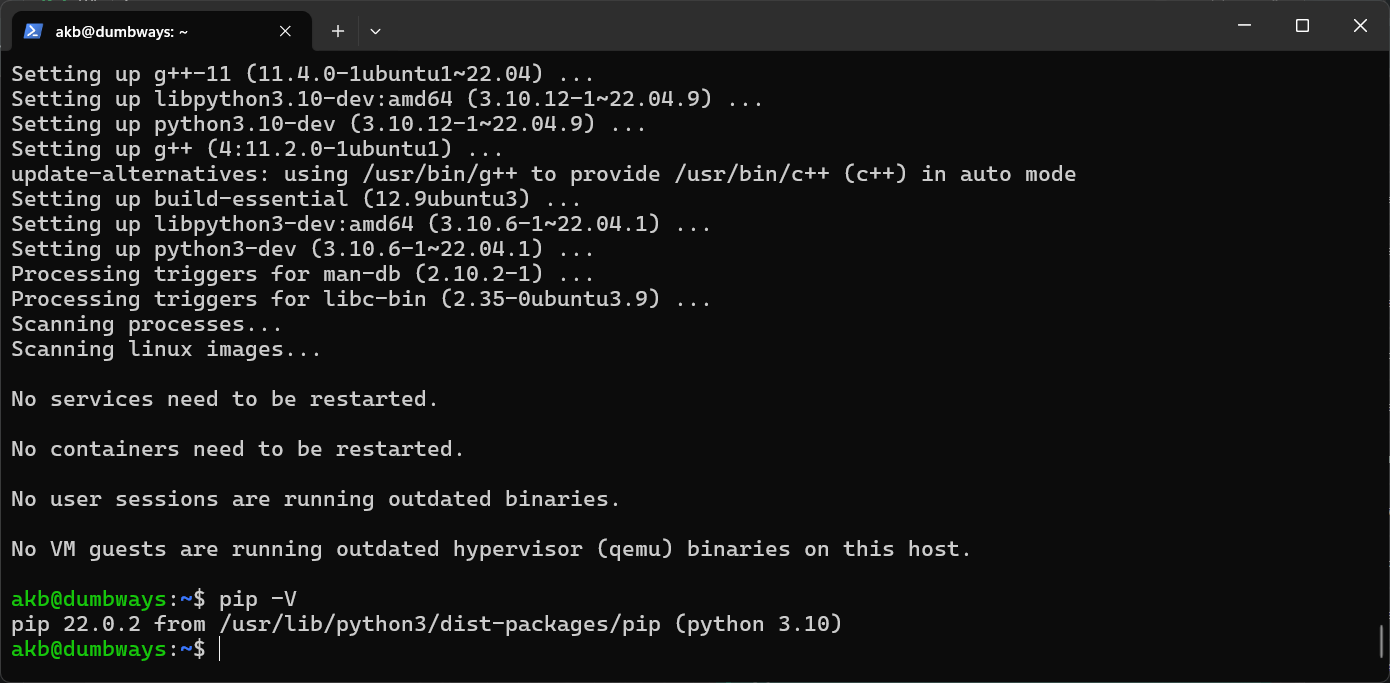 akb@dumbways: ~
Setting up g++-11 (11.4.0-1ubuntu1~22.04) ...
Setting up libpython3.10-dev:amd64 (3.10.12-1~22.04.9) ...
Setting up python3.10-dev (3.10.12-1~22.04.9) ...
Setting up g++ (4:11.2.0-1ubuntu1) ...
update-alternatives: using /usr/bin/g++ to provide /usr/bin/c++ (c++) in auto mode
Setting up build-essential (12.9ubuntu3) ...
Setting up libpython3-dev:amd64 (3.10.6-1~22.04.1) ...
Setting up python3-dev (3.10.6-1~22.04.1) ...
Processing triggers for man-db (2.10.2-1) ...
Processing triggers for libc-bin (2.35-0ubuntu3.9) ...
Scanning processes...
Scanning linux images...
No services need to be restarted.
No containers need to be restarted.
No user sessions are running outdated binaries.
No VM guests are running outdated hypervisor (qemu) binaries on this host.
akb@dumbways:~$ pip -V
pip 22.0.2 from /usr/lib/python3/dist-packages/pip (python 3.10)
akb@dumbways:~$